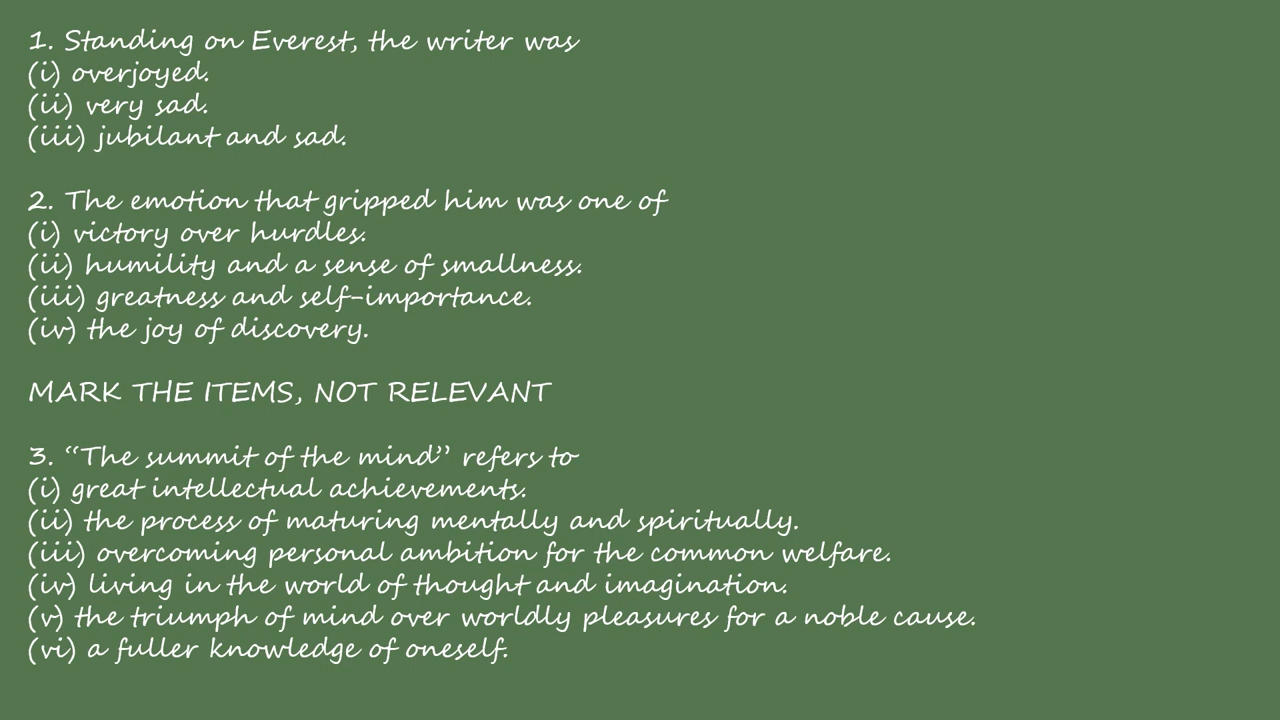 1. Standing on Everest, the writer was
(i) overjoyed.
(ii) very sad.
(iii) jubilant and sad.
2. The emotion that gripped him was one of
(i) victory over hurdles.
(ii) humility and a sense of smallness.
(iii) greatness and self-importance.
(iv) the joy of discovery.
MARK THE ITEMS, NOT RELEVANT
3. “The summit of the mind” refers to
(i) great intellectual achievements.
(ii) the process of maturing mentally and spiritually.
(iii) overcoming personal ambition for the common welfare.
(iv) living in the world of thought and imagination.
(v) the triumph of mind over worldly pleasures for a noble cause.
(vi) a fuller knowledge of oneself.